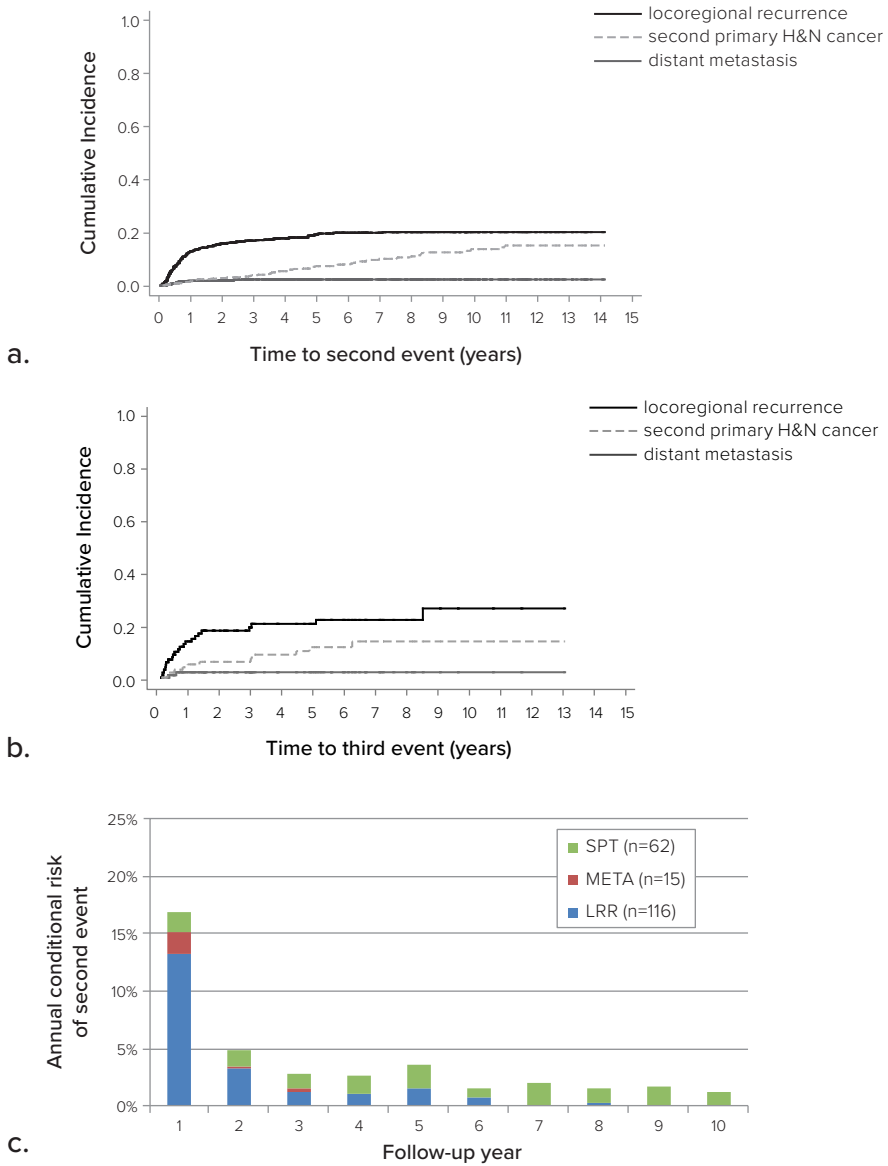 locoregional recurrence
second primary H&N cancer
distant metastasis
Cumulative Incidence
1.0
0.8
0.6
0.4
0.2
0.0
0 1 2 3 4 5 6 7 8 9 10 11 12 13 14 15
Time to second event (years)
a.
locoregional recurrence
second primary H&N cancer
distant metastasis
Cumulative Incidence
1.0
0.8
0.6
0.4
0.2
0.0
0 1 2 3 4 5 6 7 8 9 10 11 12 13 14 15
Time to third event (years)
b.
Annual conditional risk
of second event
25%
20%
15%
10%
5%
0%
SPT (n=62)
META (n=15)
LRR (n=116)
1 2 3 4 5 6 7 8 9 10
Follow-up year
c.